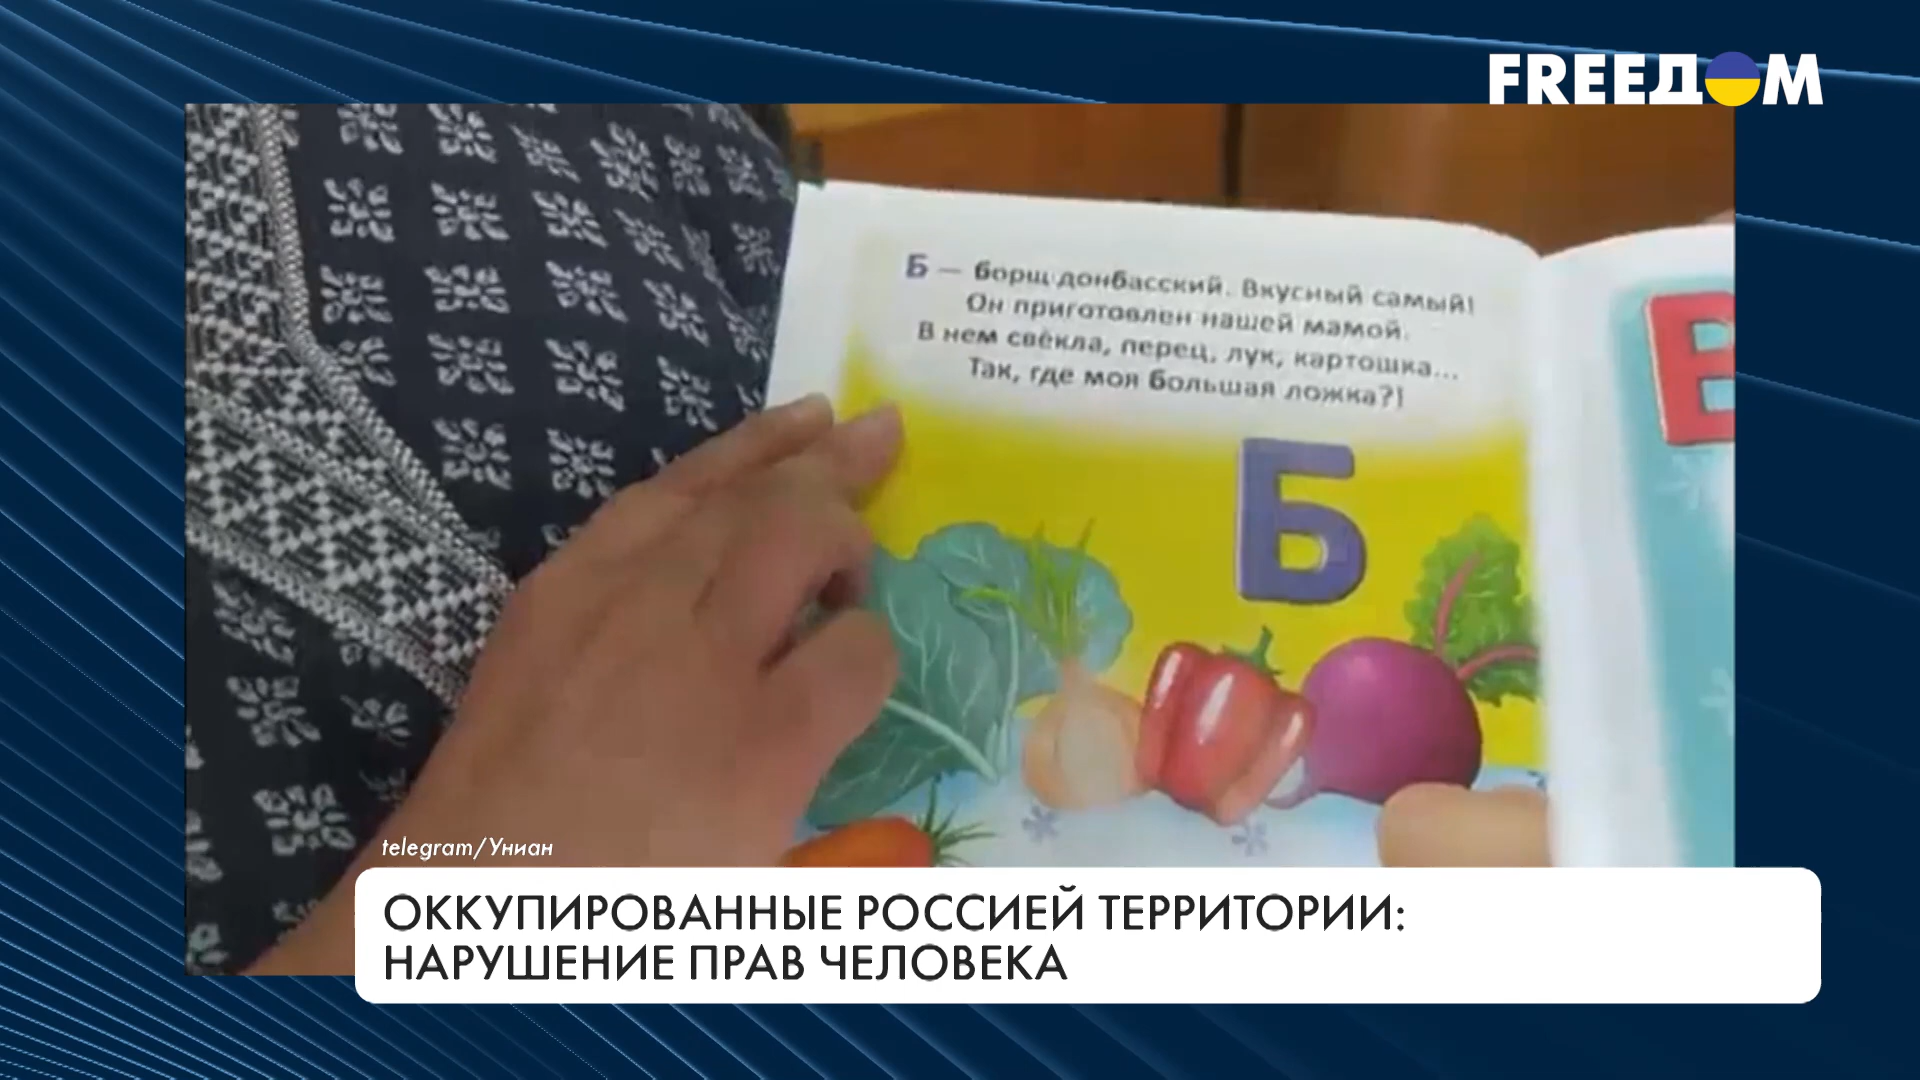 FREEДOM
Б — борщ донбасский. Вкусный самый!
Он приготовлен нашей мамой.
В нем свёкла, перец, лук, картошка...
Так, где моя большая ложка?!
Б
В
telegram/Униан
ОККУПИРОВАННЫЕ РОССИЕЙ ТЕРРИТОРИИ:
НАРУШЕНИЕ ПРАВ ЧЕЛОВЕКА